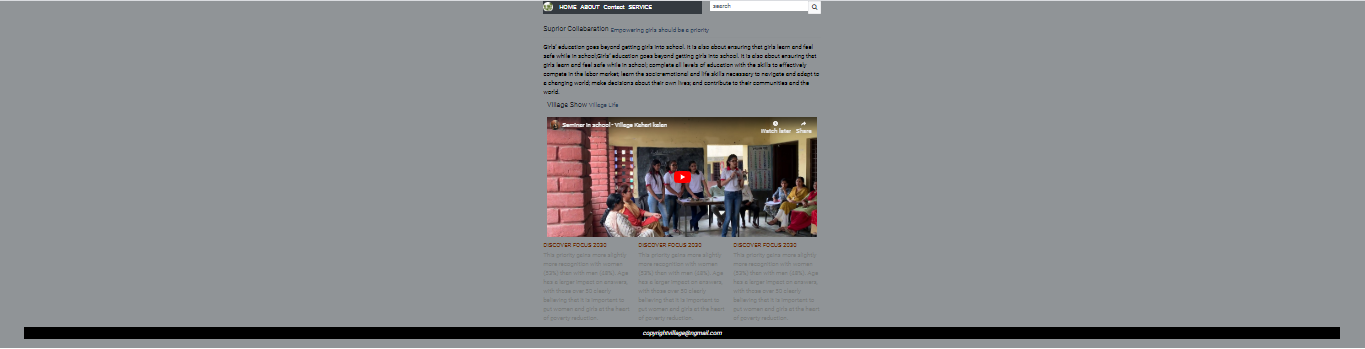 HOME ABOUT Contact SERVICE search
Suprior Collabaration Empowering girls should be a priority
Girls' education goes beyond getting girls into school. It is also about ensuring that girls learn and feel
safe while in school;Girls' education goes beyond getting girls into school. It is also about ensuring that
girls learn and feel safe while in school; complete all levels of education with the skills to effectively
compete in the labor market; learn the socio-emotional and life skills necessary to navigate and adapt to
a changing world; make decisions about their own lives; and contribute to their communities and the
world.
Village Show Village Life
Seminar in school - Village Kaheri kalan
Watch later Share
DISCOVER FOCUS 2030 DISCOVER FOCUS 2030 DISCOVER FOCUS 2030
This priority gains more slightly This priority gains more slightly This priority gains more slightly
more recognition with women more recognition with women more recognition with women
(53%) than with men (48%). Age (53%) than with men (48%). Age (53%) than with men (48%). Age
has a larger impact on answers, has a larger impact on answers, has a larger impact on answers,
with those over 50 clearly with those over 50 clearly with those over 50 clearly
believing that it is important to believing that it is important to believing that it is important to
put women and girls at the heart put women and girls at the heart put women and girls at the heart
of poverty reduction. of poverty reduction. of poverty reduction.
copyrightvillage@ngmail.com